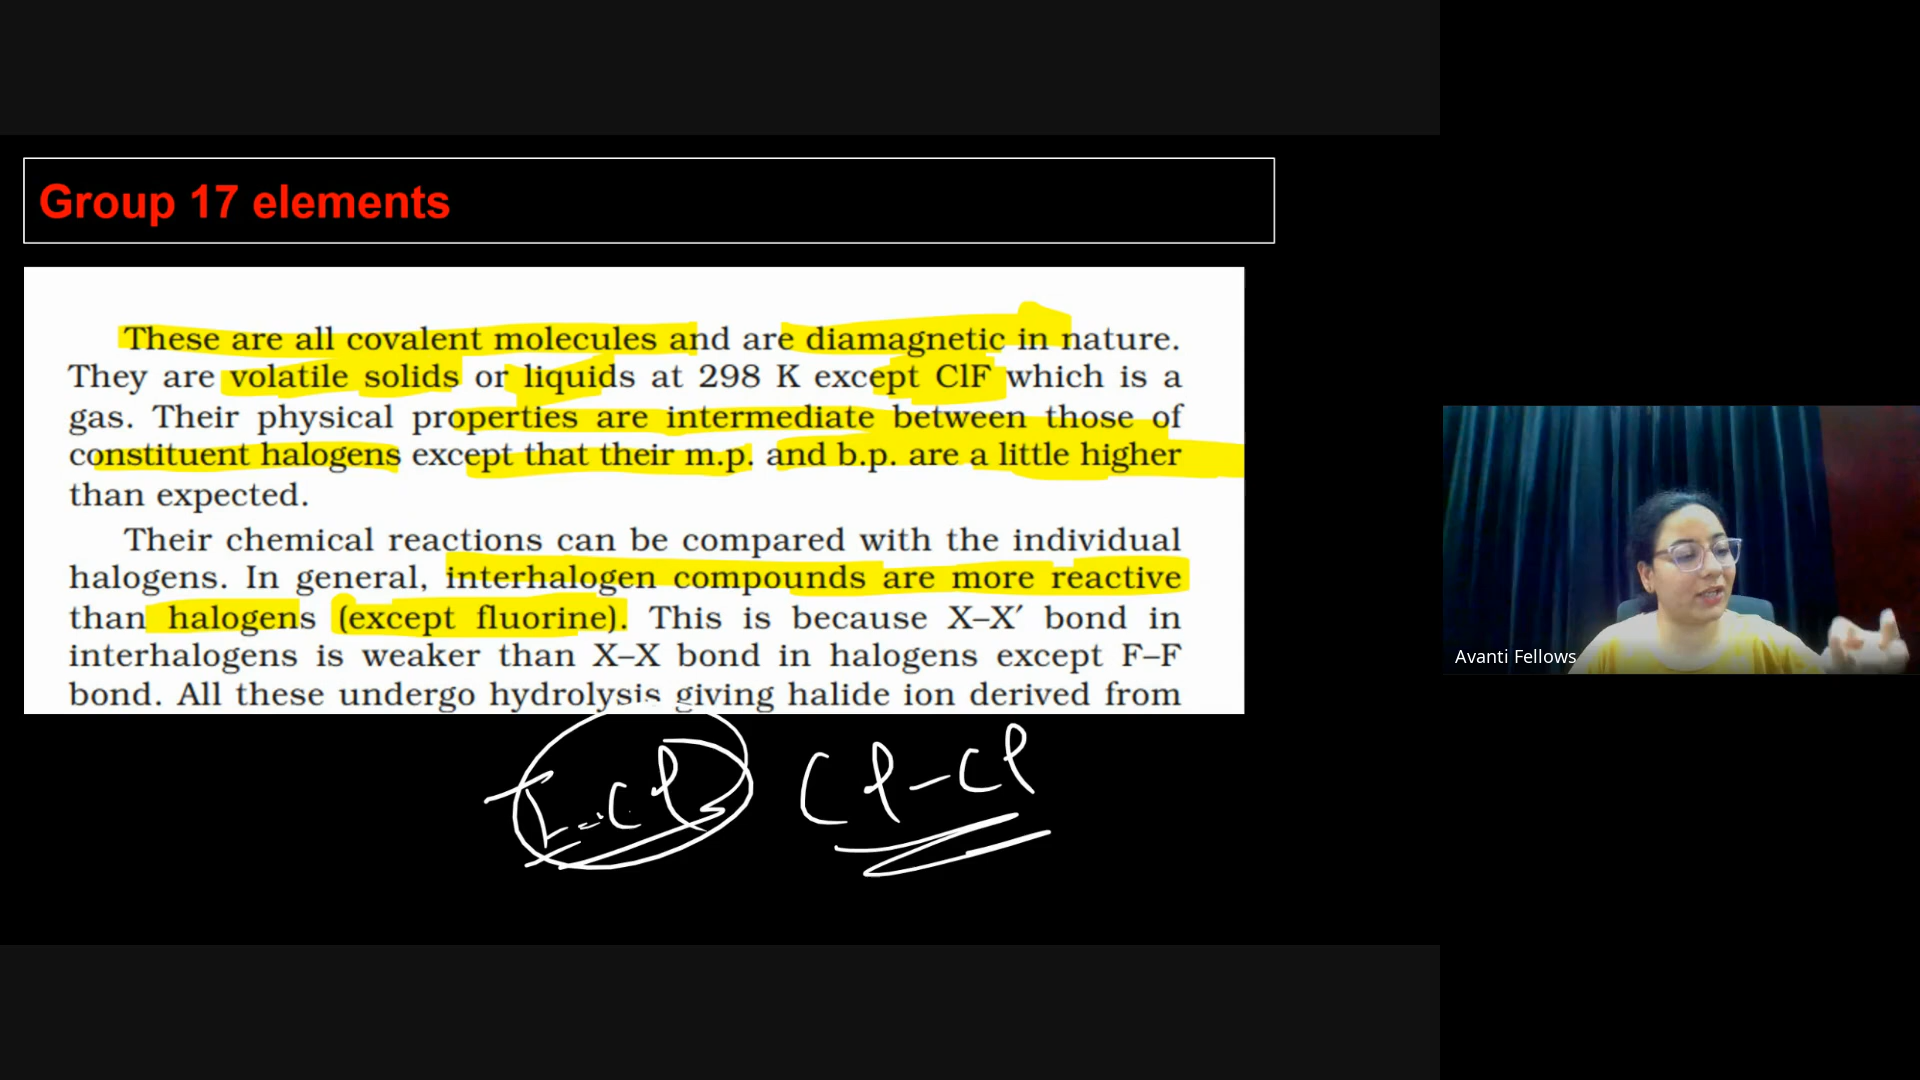 Group 17 elements
These are all covalent molecules and are diamagnetic in nature.
They are volatile solids or liquids at 298 K except ClF which is a
gas. Their physical properties are intermediate between those of
constituent halogens except that their m.p. and b.p. are a little higher
than expected.
Their chemical reactions can be compared with the individual
halogens. In general, interhalogen compounds are more reactive
than halogens (except fluorine). This is because X–X′ bond in
interhalogens is weaker than X–X bond in halogens except F–F
bond. All these undergo hydrolysis giving halide ion derived from
I-Cl Cl-Cl
Avanti Fellows